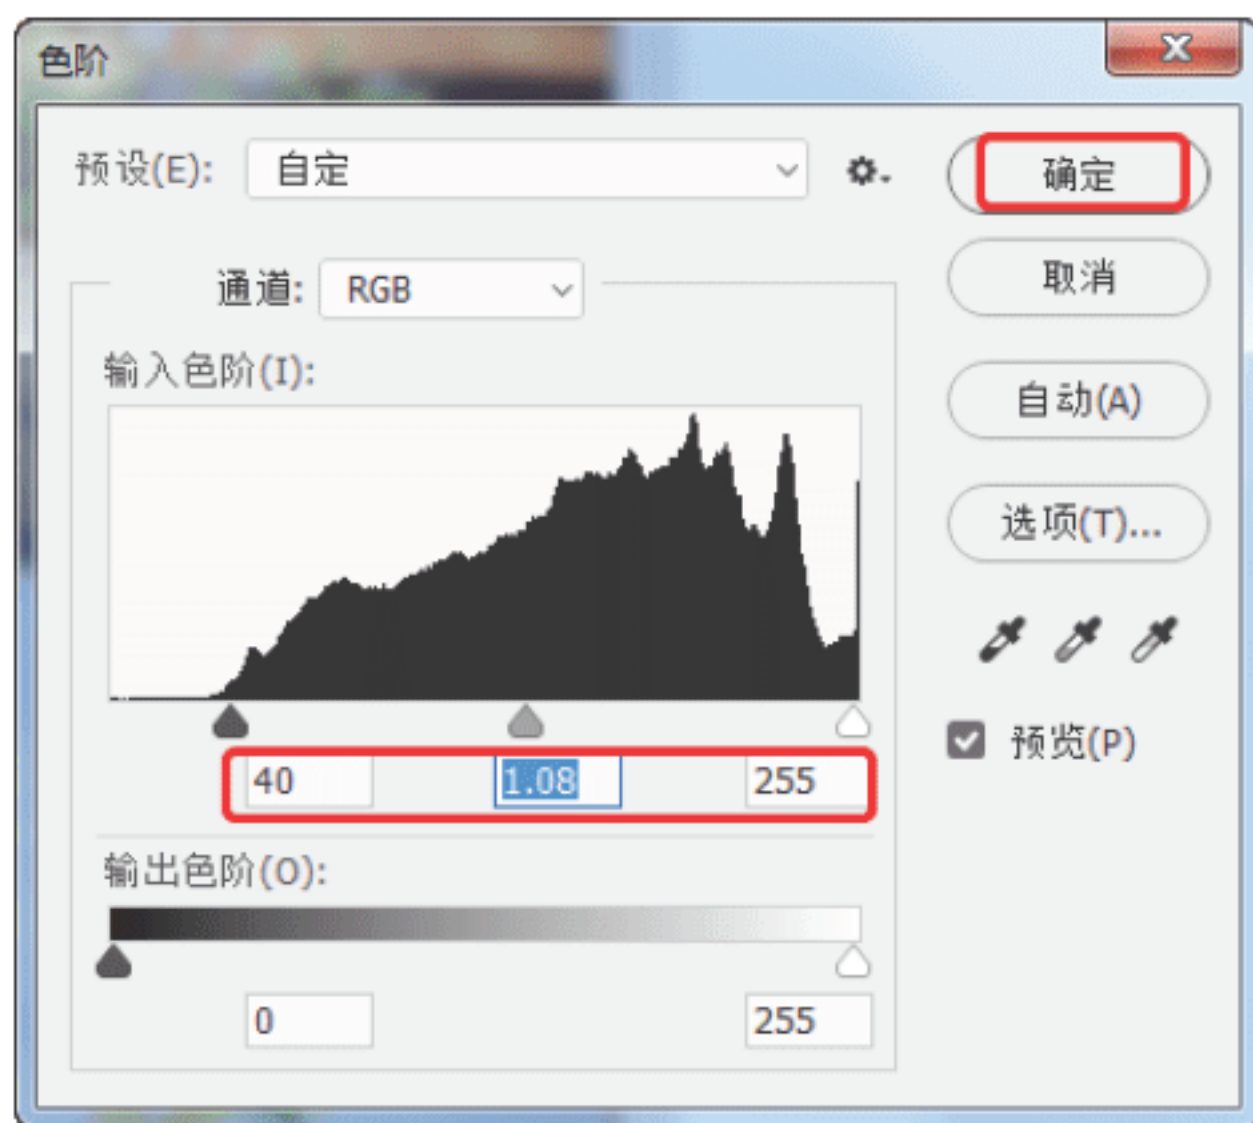 色阶
预设(E): 自定
确定
取消
通道: RGB
输入色阶(I):
自动(A)
选项(T)...
预览(P)
40 1.08 255
输出色阶(O):
0 255